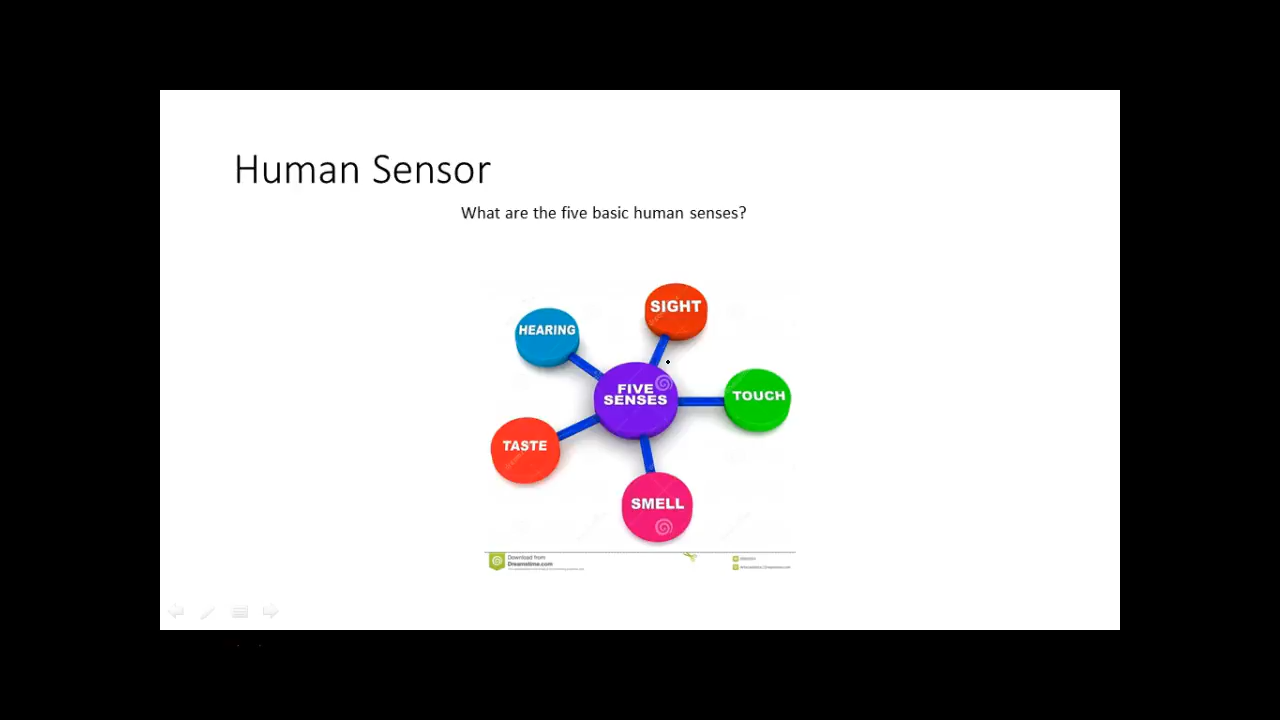 Human Sensor
What are the five basic human senses?
SIGHT
HEARING
FIVE
SENSES
TOUCH
TASTE
SMELL
Download from
Dreamstime.com